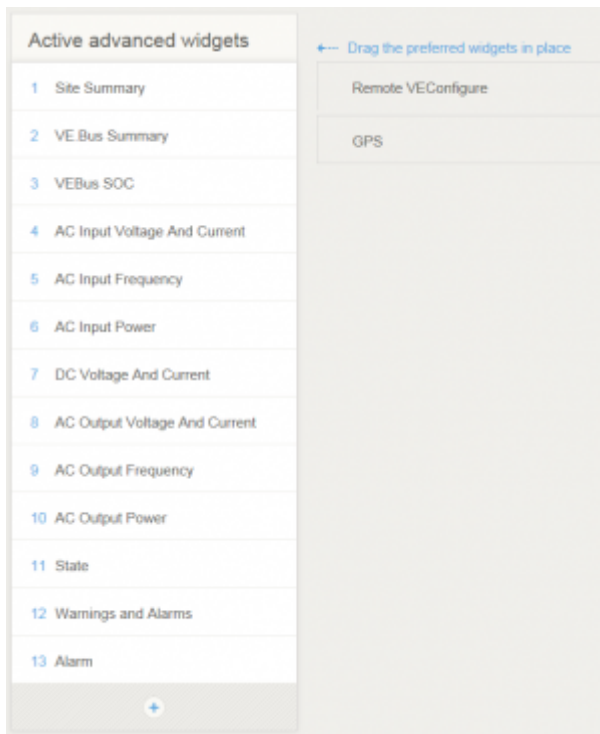 Active advanced widgets
1 Site Summary
2 VE.Bus Summary
3 VEBus SOC
4 AC Input Voltage And Current
5 AC Input Frequency
6 AC Input Power
7 DC Voltage And Current
8 AC Output Voltage And Current
9 AC Output Frequency
10 AC Output Power
11 State
12 Warnings and Alarms
13 Alarm
+
Drag the preferred widgets in place
Remote VEConfigure
GPS